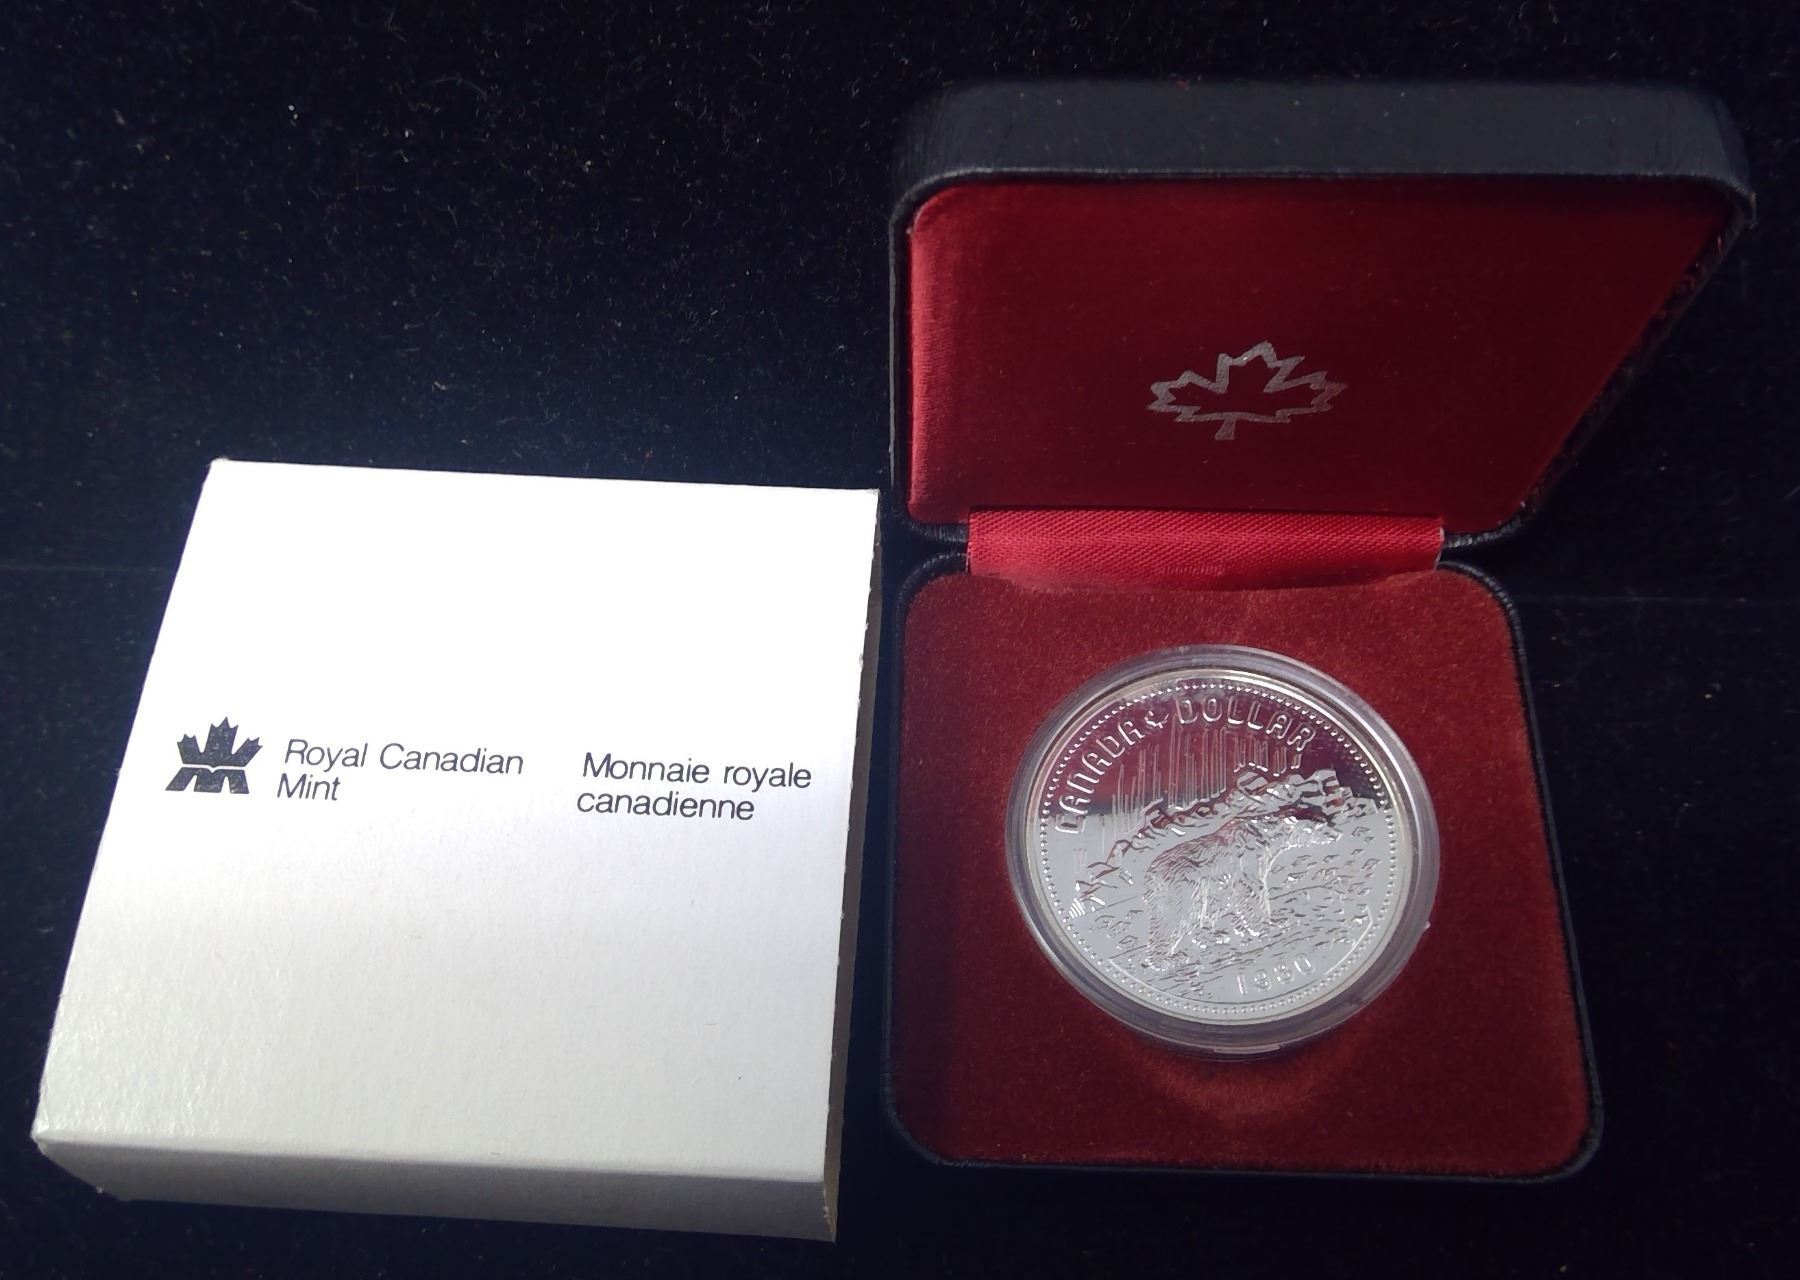 Royal Canadian
Mint
Monnaie royale
canadienne
CANADA DOLLAR
1980